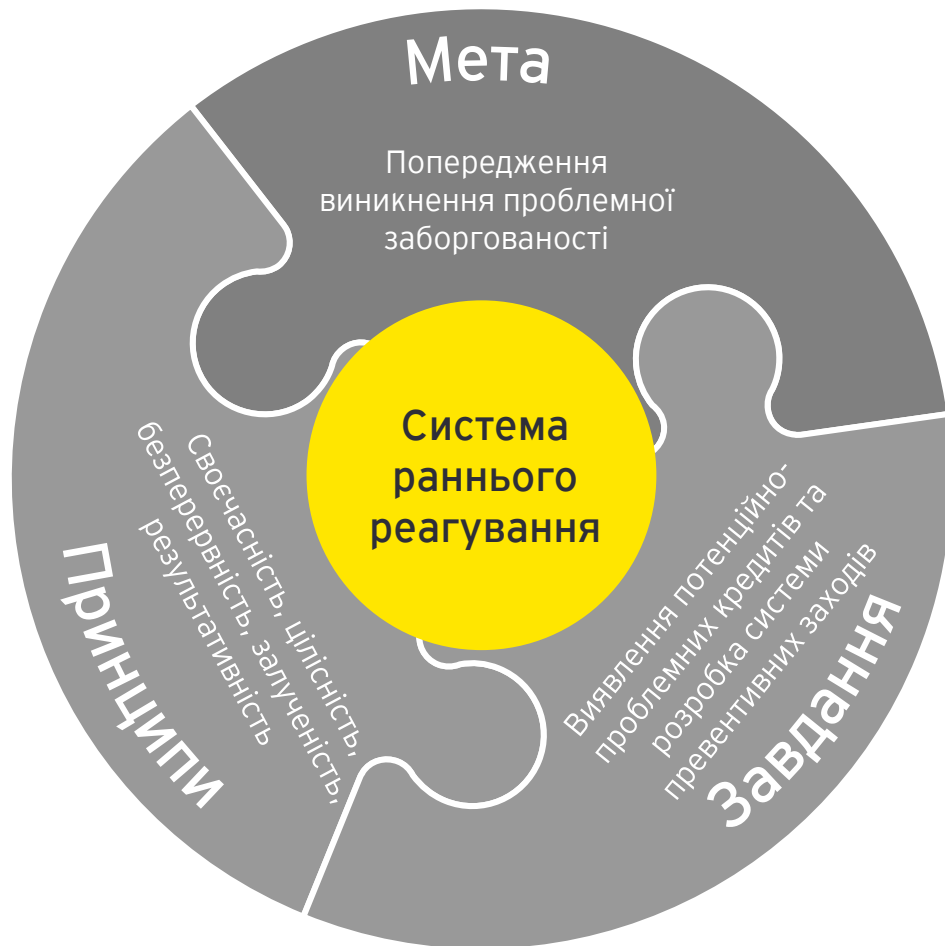 Мета
Попередження
виникнення проблемної
заборгованості
Система
раннього
реагування
Принципи
Своєчасність, цілісність,
безперервність, залученість,
результативність
Виявлення потенційно-
проблемних кредитів та
розробка системи
превентивних заходів
Завдання